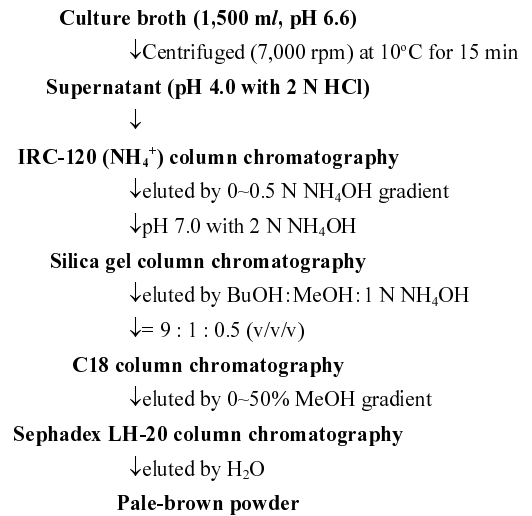 Culture broth (1,500 ml, pH 6.6)
↓Centrifuged (7,000 rpm) at 10°C for 15 min
Supernatant (pH 4.0 with 2 N HCl)
↓
IRC-120 (NH₄⁺) column chromatography
↓eluted by 0~0.5 N NH₄OH gradient
↓pH 7.0 with 2 N NH₄OH
Silica gel column chromatography
↓eluted by BuOH:MeOH:1 N NH₄OH
↓= 9 : 1 : 0.5 (v/v/v)
C18 column chromatography
↓eluted by 0~50% MeOH gradient
Sephadex LH-20 column chromatography
↓eluted by H₂O
Pale-brown powder